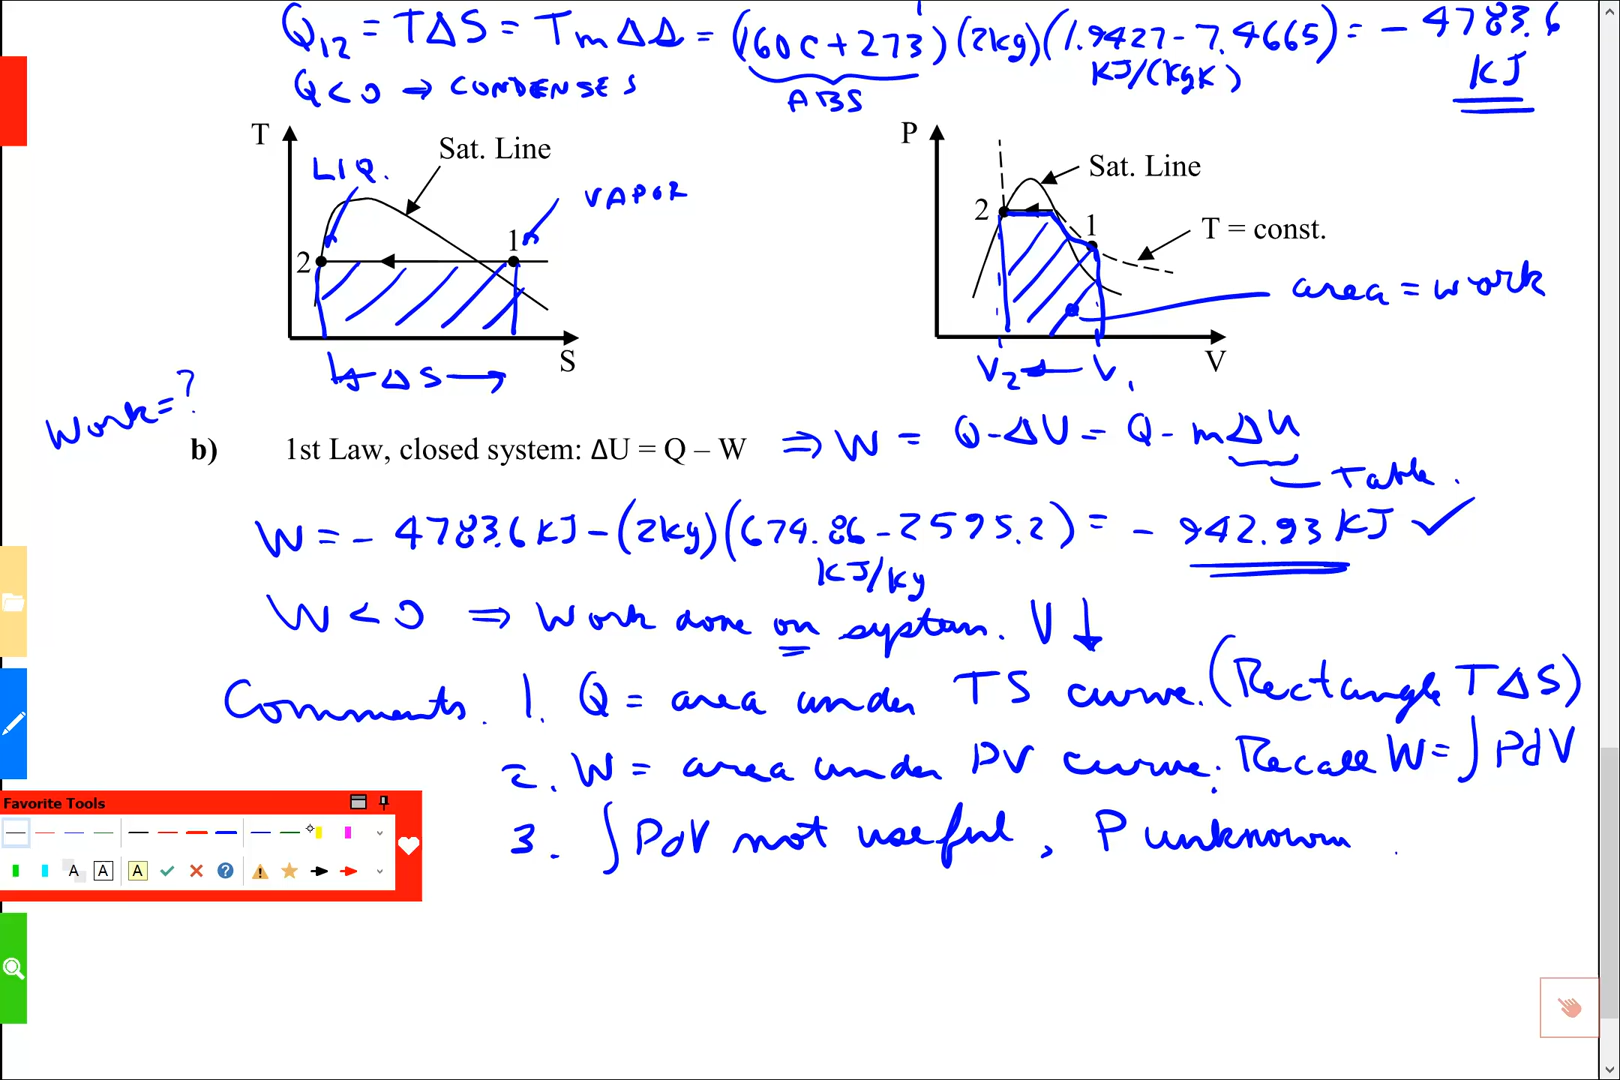 Q12 = TΔS = TmΔs = (160C+273)(2kg)(1.9427-7.4665) = - 4783.6
KJ/(kgK) KJ
Q<0 → CONDENSES
ABS
T
LIQ.
Sat. Line
VAPOR
1
2
S
ΔS
P
Sat. Line
2
1
T = const.
area = work
V2
V1
V
Work=?
b) 1st Law, closed system: ΔU = Q – W ⇒ W = Q-ΔU = Q - mΔu
Table.
W = - 4783.6 KJ - (2kg)(674.86 - 2595.2) = - 942.93 KJ ✓
KJ/kg
W < 0 ⇒ Work done on system. V ↓
Comments. 1. Q = area under TS curve. (Rectangle TΔS)
2. W = area under PV curve. Recall W = ∫ PdV
3. ∫ PdV not useful, P unknown.
Favorite Tools
A A A